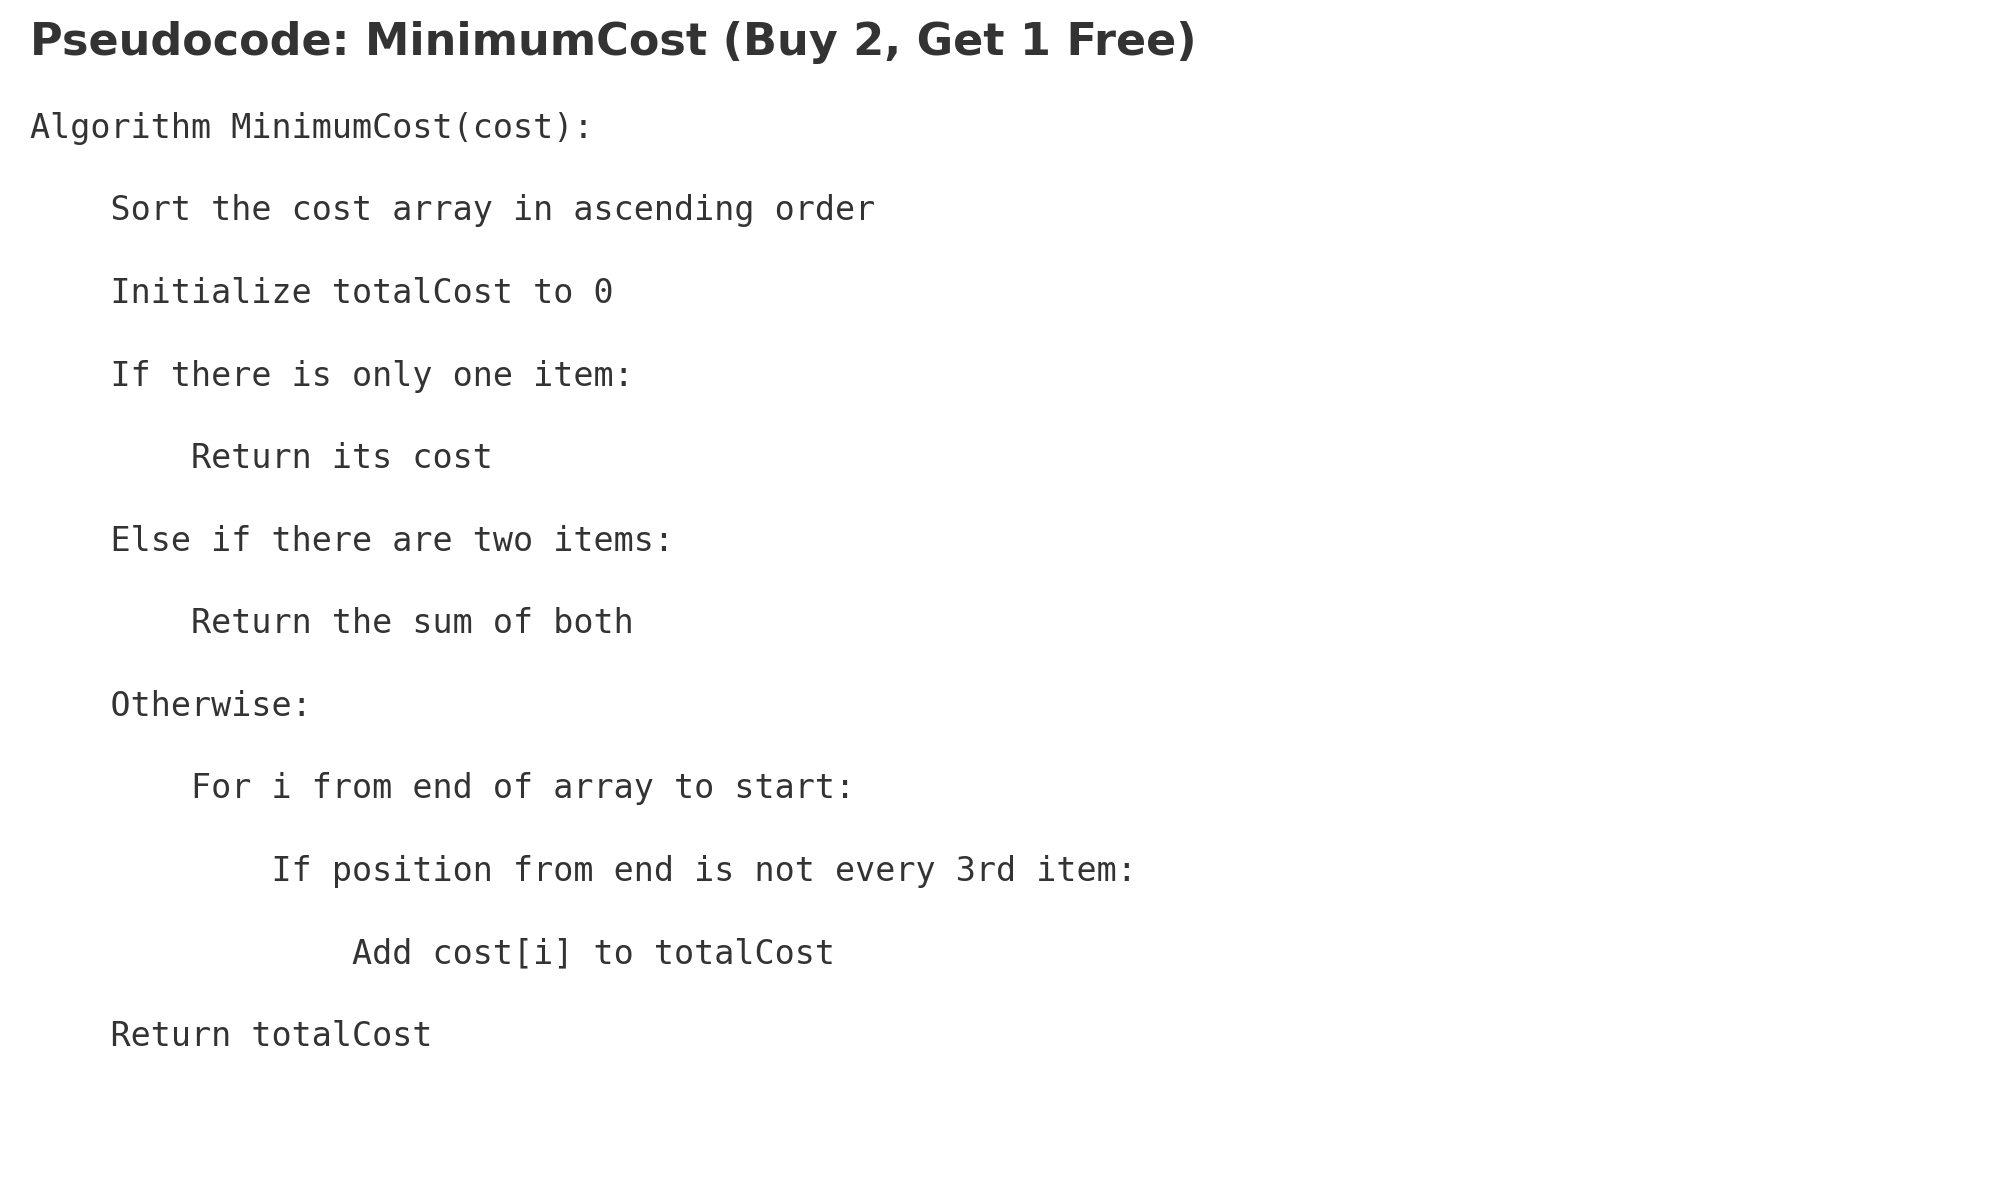 Pseudocode: MinimumCost (Buy 2, Get 1 Free)
Algorithm MinimumCost(cost):
    Sort the cost array in ascending order
    Initialize totalCost to 0
    If there is only one item:
        Return its cost
    Else if there are two items:
        Return the sum of both
    Otherwise:
        For i from end of array to start:
            If position from end is not every 3rd item:
                Add cost[i] to totalCost
    Return totalCost